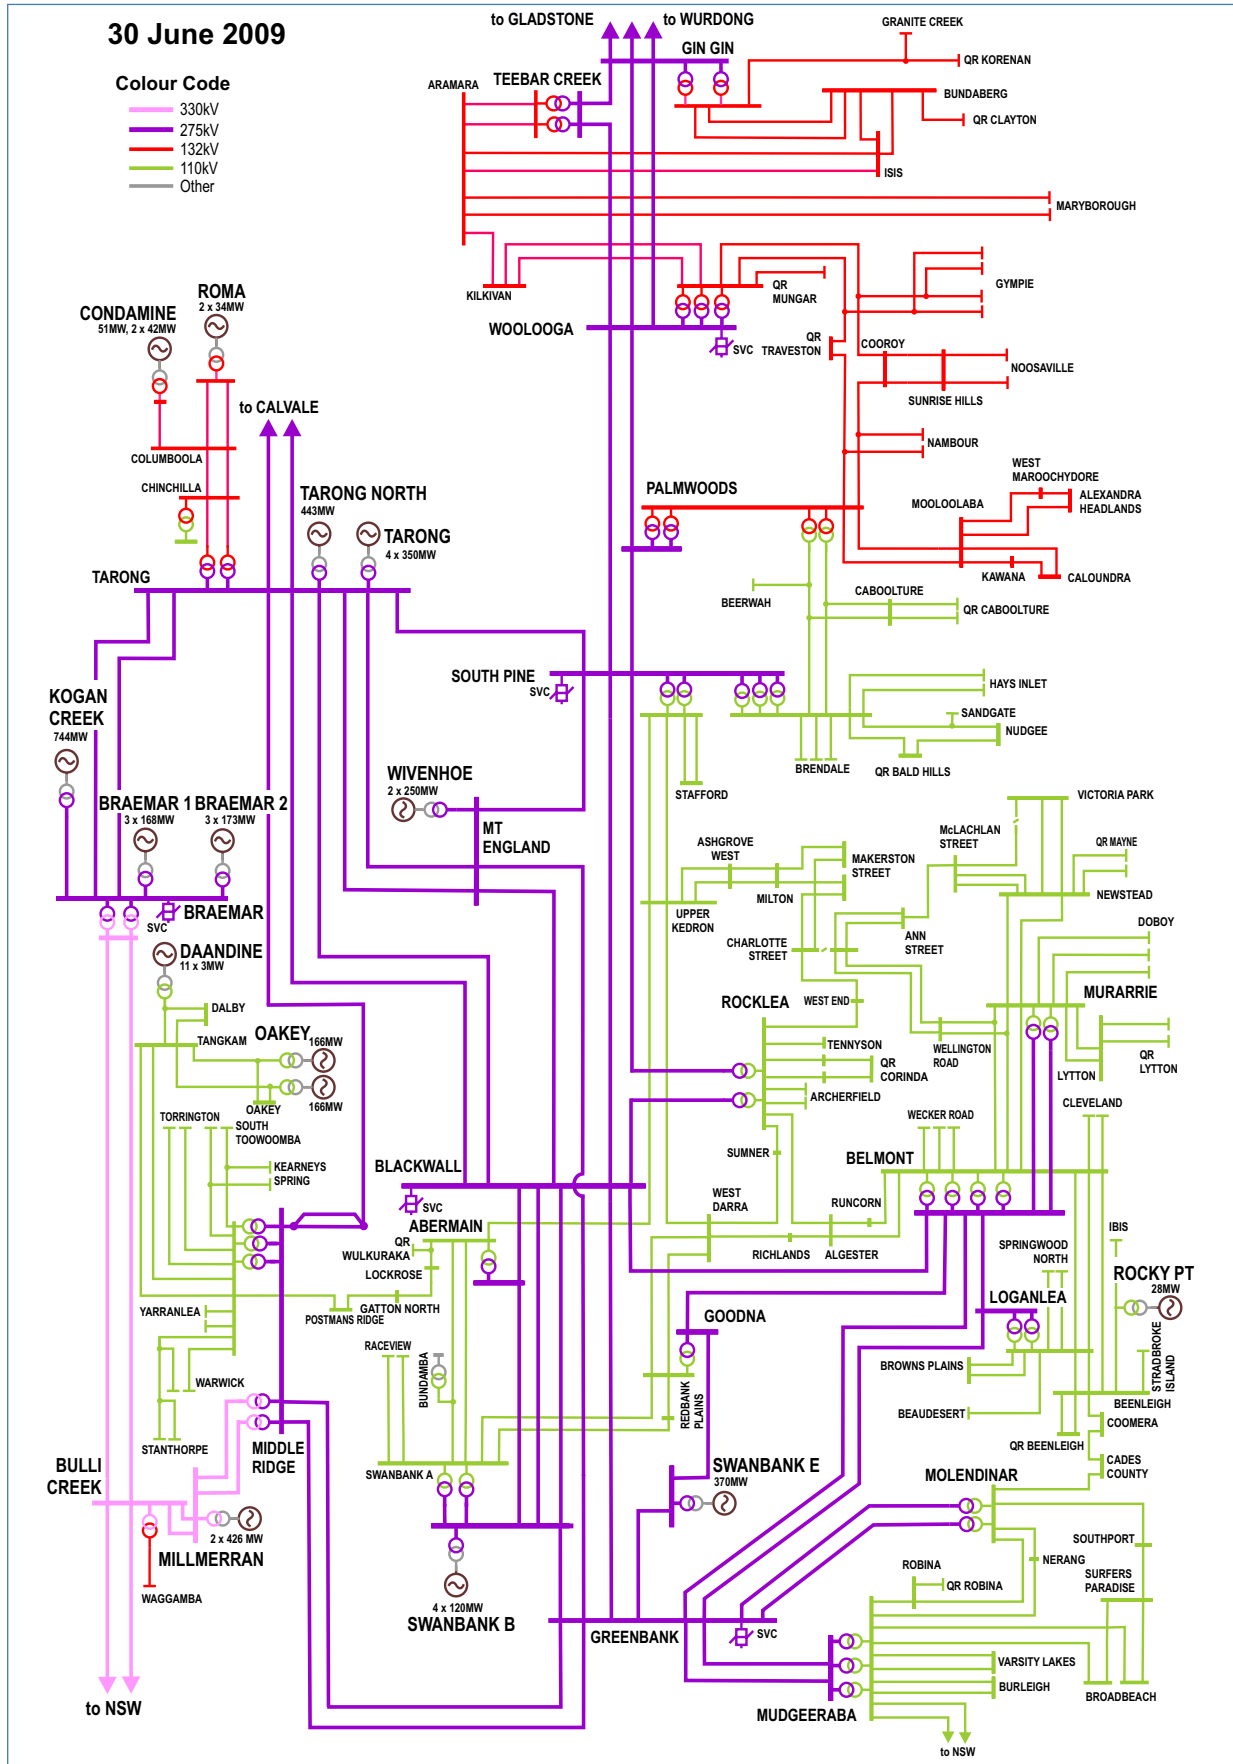 30 June 2009
Colour Code
330kV
275kV
132kV
110kV
Other
to GLADSTONE
to WURDONG
GIN GIN
GRANITE CREEK
QR KORENAN
BUNDABERG
QR CLAYTON
ISIS
ARAMARA
TEEBAR CREEK
MARYBOROUGH
KILKIVAN
QR
MUNGAR
GYMPIE
WOOLOOGA
SVC
QR
TRAVESTON
COOROY
NOOSAVILLE
SUNRISE HILLS
NAMBOUR
CONDAMINE
51MW, 2 x 42MW
ROMA
2 x 34MW
to CALVALE
COLUMBOOLA
CHINCHILLA
TARONG NORTH
443MW
TARONG
4 x 350MW
TARONG
PALMWOODS
WEST
MAROOCHYDORE
MOOLOOLABA
ALEXANDRA
HEADLANDS
KAWANA
CALOUNDRA
BEERWAH
CABOOLTURE
QR CABOOLTURE
SOUTH PINE
SVC
HAYS INLET
SANDGATE
NUDGEE
BRENDALE
QR BALD HILLS
STAFFORD
KOGAN
CREEK
744MW
BRAEMAR 1
3 x 168MW
BRAEMAR 2
3 x 173MW
SVC
BRAEMAR
WIVENHOE
2 x 250MW
MT
ENGLAND
ASHGROVE
WEST
MAKERSTON
STREET
MILTON
UPPER
KEDRON
McLACHLAN
STREET
VICTORIA PARK
QR MAYNE
NEWSTEAD
CHARLOTTE
STREET
ANN
STREET
DOBOY
DAANDINE
11 x 3MW
DALBY
TANGKAM
OAKEY
166MW
166MW
OAKEY
ROCKLEA
WEST END
TENNYSON
QR
CORINDA
ARCHERFIELD
WELLINGTON
ROAD
MURARRIE
LYTTON
QR
LYTTON
CLEVELAND
WECKER ROAD
TORRINGTON
SOUTH
TOOWOOMBA
KEARNEYS
SPRING
SUMNER
BELMONT
BLACKWALL
SVC
WEST
DARRA
RUNCORN
RICHLANDS
ALGESTER
ABERMAIN
QR
WULKURAKA
LOCKROSE
GATTON NORTH
POSTMANS RIDGE
IBIS
SPRINGWOOD
NORTH
ROCKY PT
28MW
LOGANLEA
GOODNA
YARRANLEA
RACEVIEW
BUNDAMBA
REDBANK
PLAINS
BROWNS PLAINS
STRADBROKE
ISLAND
BEENLEIGH
BEAUDESERT
COOMERA
WARWICK
STANTHORPE
MIDDLE
RIDGE
SWANBANK A
QR BEENLEIGH
CADES
COUNTY
BULLI
CREEK
SWANBANK E
370MW
MOLENDINAR
2 x 426 MW
MILLMERRAN
SOUTHPORT
NERANG
SURFERS
PARADISE
ROBINA
QR ROBINA
WAGGAMBA
4 x 120MW
SWANBANK B
GREENBANK
SVC
VARSITY LAKES
BURLEIGH
BROADBEACH
MUDGEERABA
to NSW
to NSW